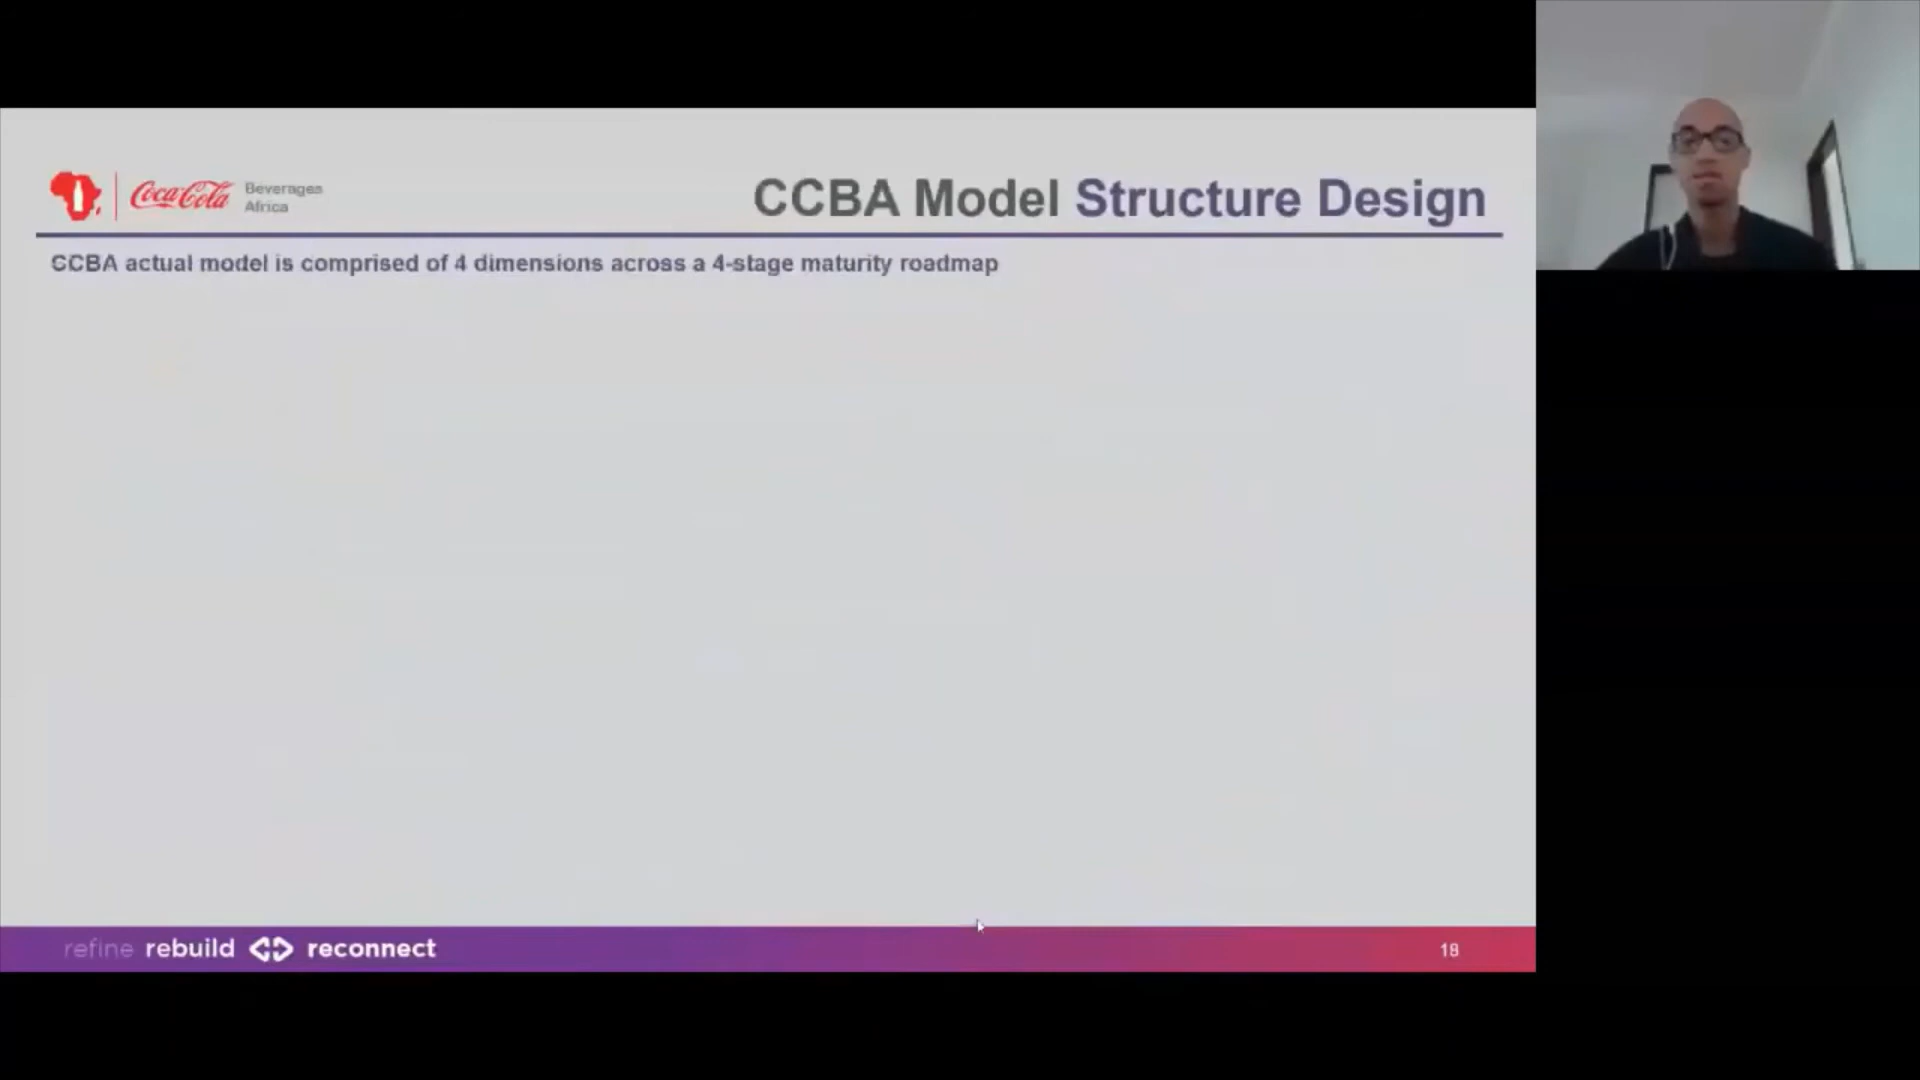 Coca-Cola
Beverages
Africa
CCBA Model Structure Design
CCBA actual model is comprised of 4 dimensions across a 4-stage maturity roadmap
refine rebuild reconnect
18